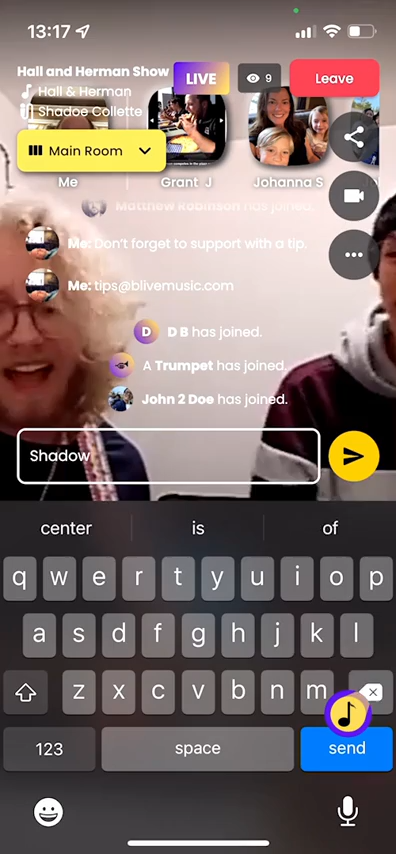 13:17
Hall and Herman Show
LIVE
9
Leave
Hall & Herman
Shadoe Collette
Main Room
Me
Grant J
Johanna S
Matthew Robinson has joined.
Me: Don't forget to support with a tip.
Me: tips@blivemusic.com
D
D B has joined.
A Trumpet has joined.
John 2 Doe has joined.
Shadow
center
is
of
q w e r t y u i o p
a s d f g h j k l
z x c v b n m
123
space
send